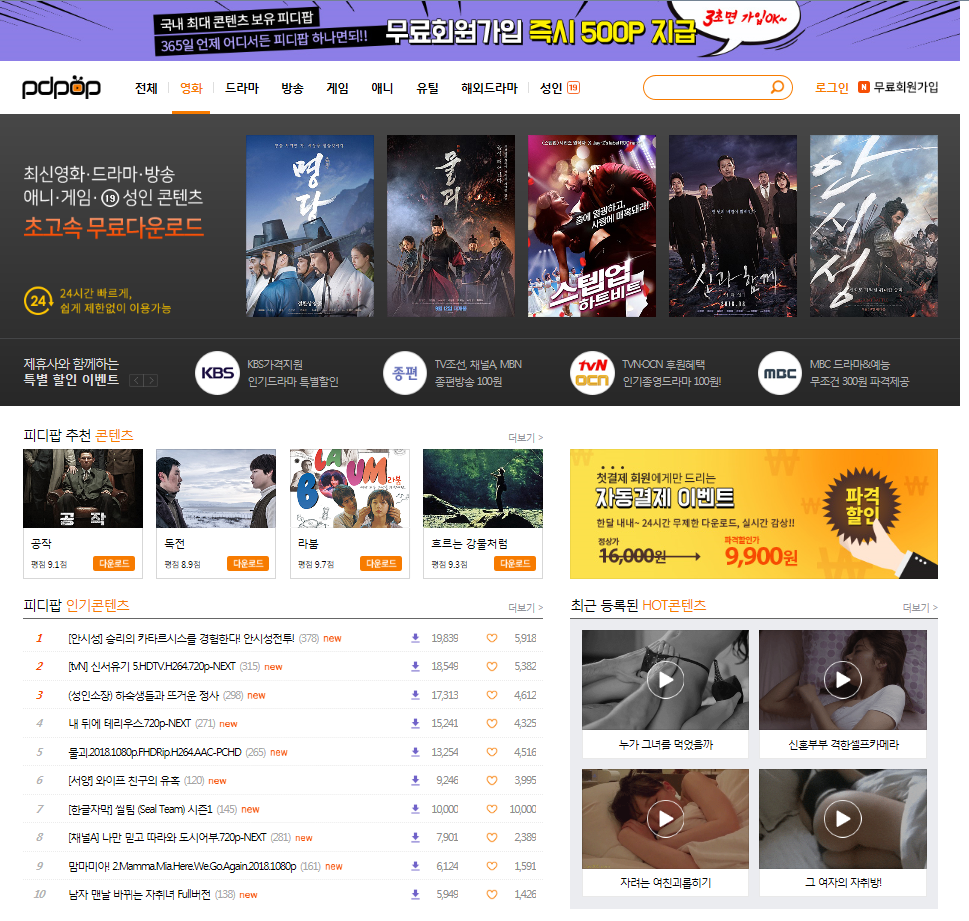 국내 최대 콘텐츠 보유 피디팝
365일 언제 어디서든 피디팝 하나면되!!
무료회원가입 즉시 500P 지급
3초면 가입OK~
pdpop
전체 영화 드라마 방송 게임 애니 유틸 해외드라마 성인 19
로그인 N 무료회원가입
최신영화·드라마·방송
애니·게임·19 성인 콘텐츠
초고속 무료다운로드
24 24시간 빠르게,
쉽게 제한없이 이용가능
명당
물괴
춤에 열광하고,
사랑에 매혹돼라!
스텝업
하트비트
신과 함께
안시성
제휴사와 함께하는
특별 할인 이벤트 < >
KBS
KBS가격지원
인기드라마 특별할인
종편
TV조선, 채널A, MBN
종편방송 100원
tvN
OCN
TVN·OCN 후원혜택
인기종영드라마 100원!
MBC
MBC 드라마&예능
무조건 300원 파격제공
피디팝 추천 콘텐츠 더보기 >
공작
LA BOUM
라붐
공작
평점 9.1점 다운로드
독전
평점 8.9점 다운로드
라붐
평점 9.7점 다운로드
흐르는 강물처럼
평점 9.3점 다운로드
첫결제 회원에게만 드리는
자동결제 이벤트
한달 내내~ 24시간 무제한 다운로드, 실시간 감상!!
정상가
16,000원
파격할인가
9,900원
파격
할인
피디팝 인기콘텐츠 더보기 >
1 [안시성] 승리의 카타르시스를 경험한다! 안시성전투! (378) new 19,839 5,918
2 [tvN] 신서유기 5.HDTV.H264.720p-NEXT (315) new 18,549 5,382
3 (성인소장) 하숙생들과 뜨거운 정사 (298) new 17,313 4,612
4 내 뒤에 테리우스.720p-NEXT (271) new 15,241 4,325
5 물괴.2018.1080p.FHDRip.H264.AAC-PCHD (265) new 13,254 4,516
6 [서양] 와이프 친구의 유혹 (120) new 9,246 3,995
7 [한글자막] 씰팀 (Seal Team) 시즌1 (145) new 10,000 10,000
8 [채널A] 나만 믿고 따라와 도시어부.720p-NEXT (281) new 7,901 2,389
9 맘마미아! 2.Mamma.Mia.Here.We.Go.Again.2018.1080p (161) new 6,124 1,591
10 남자 맨날 바뀌는 자취녀 Full버전 (138) new 5,949 1,426
최근 등록된 HOT콘텐츠 더보기 >
누가 그녀를 먹었을까
신혼부부 격한셀프카메라
자려는 여친괴롭히기
그 여자의 자취방!